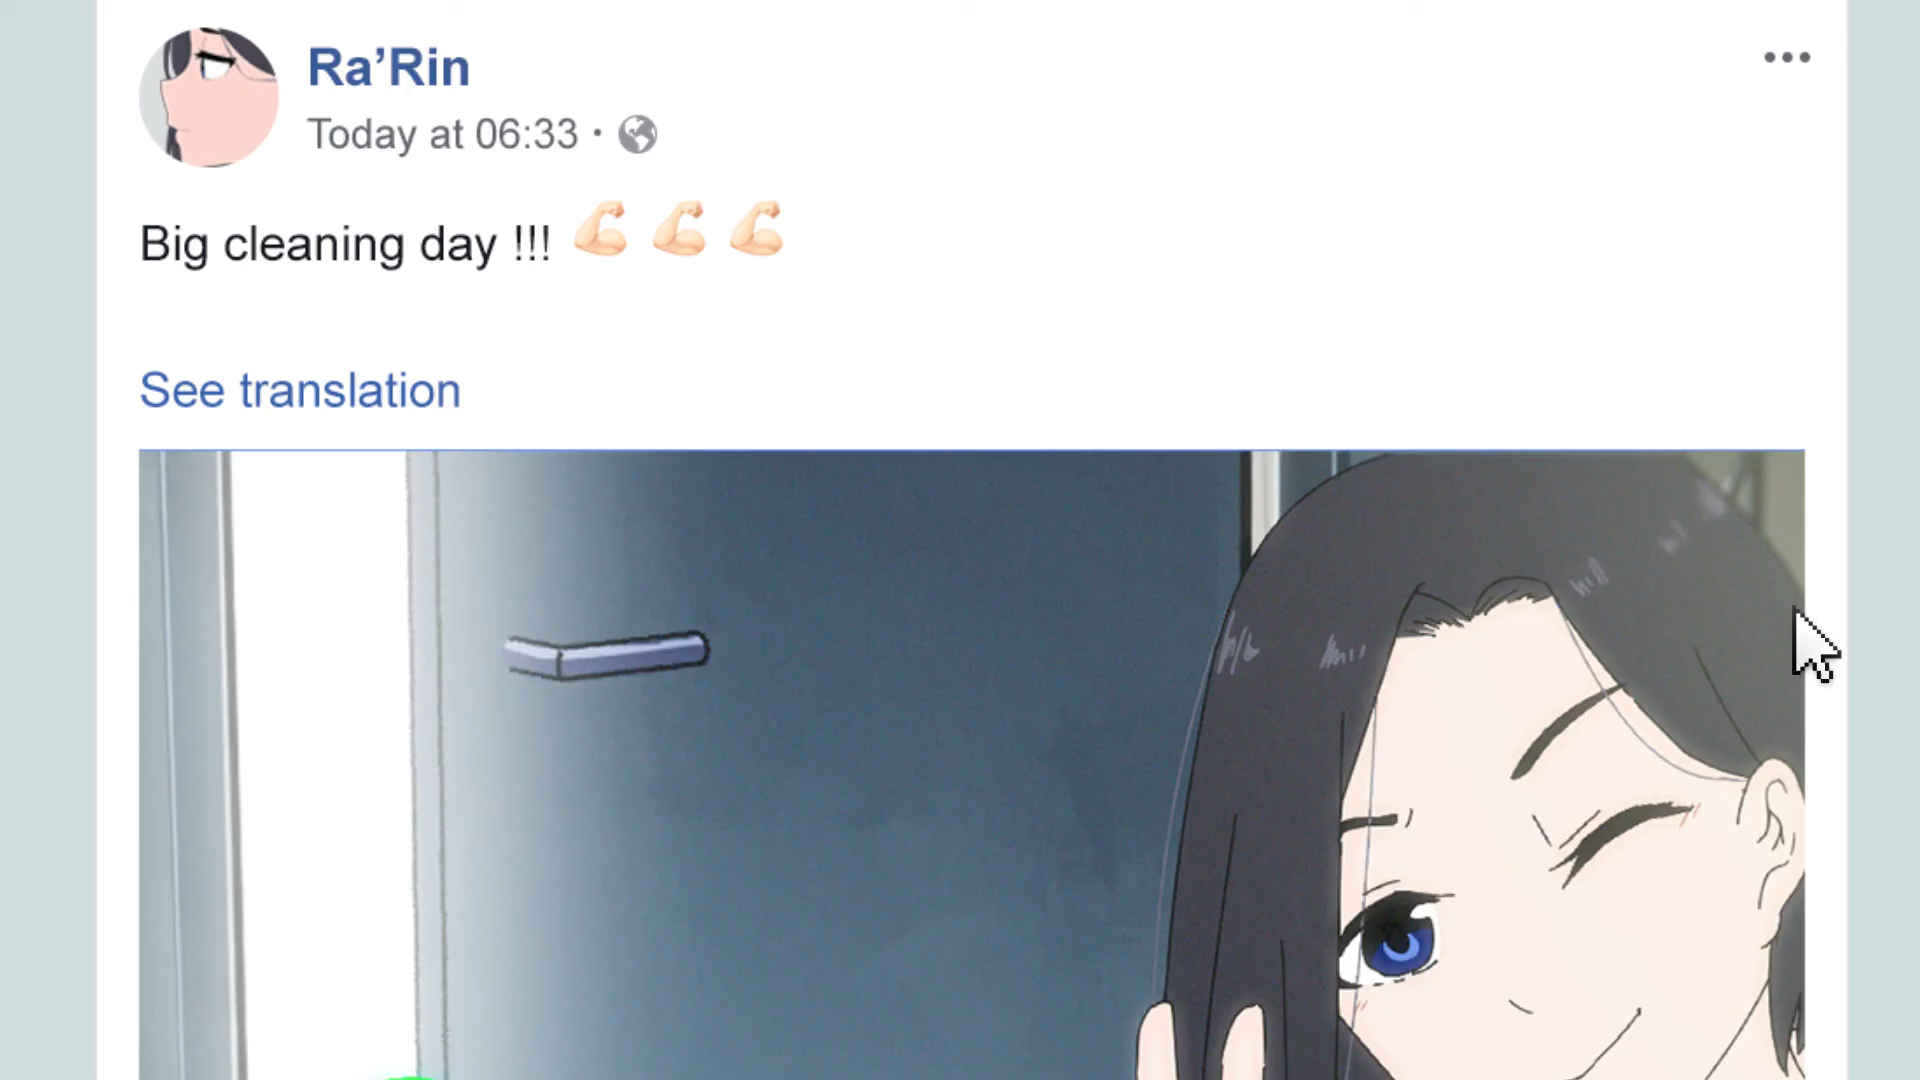 Ra’Rin
Today at 06:33 ·
Big cleaning day !!! 💪🏻 💪🏻 💪🏻
See translation